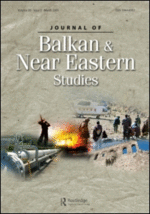 JOURNAL OF
Balkan &
Near Eastern
Studies
Routledge